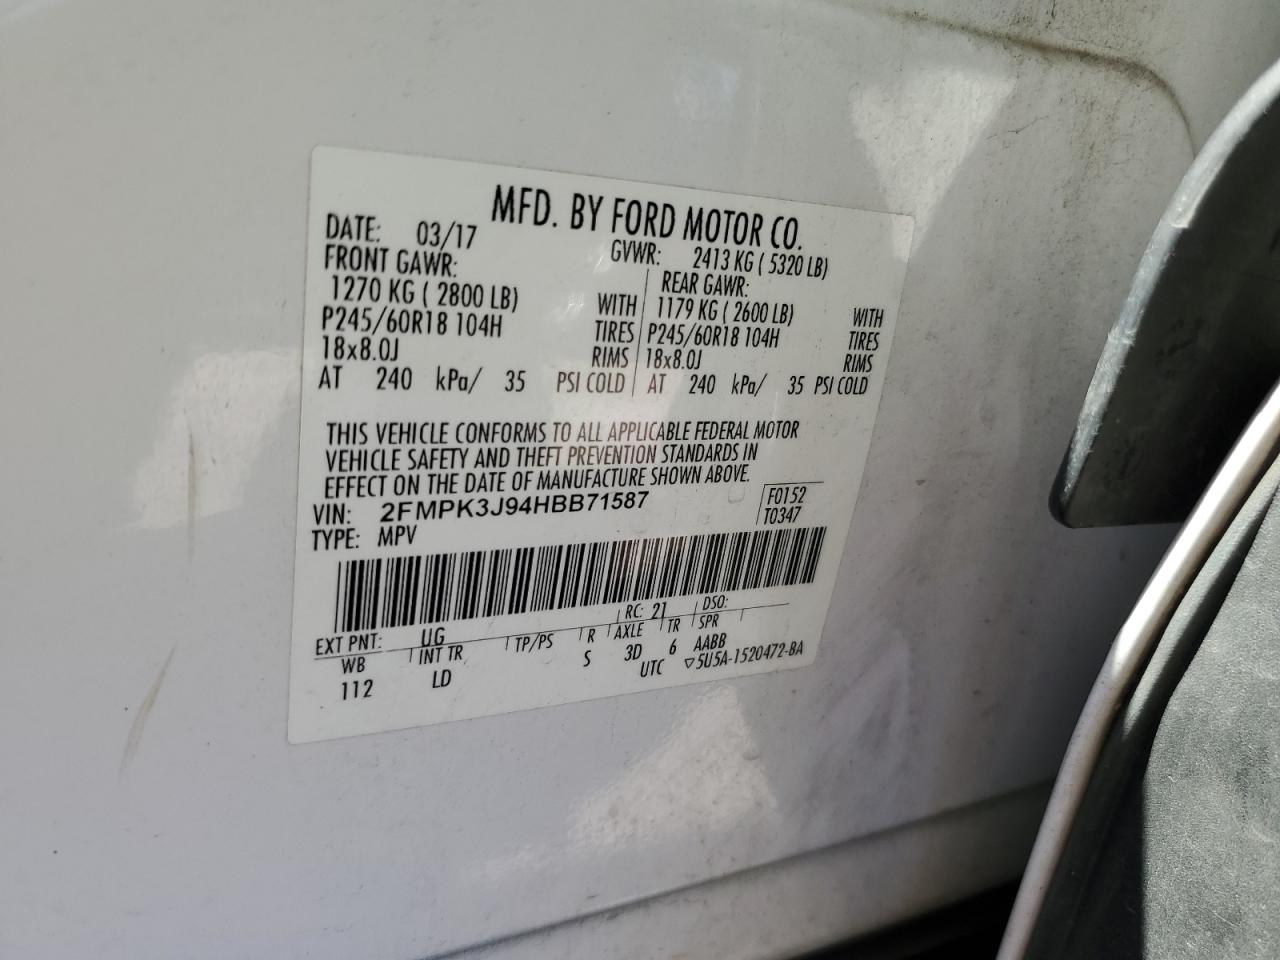 MFD. BY FORD MOTOR CO.
DATE: 03/17 GVWR: 2413 KG ( 5320 LB)
FRONT GAWR: REAR GAWR:
1270 KG ( 2800 LB) WITH 1179 KG ( 2600 LB) WITH
P245/60R18 104H TIRES P245/60R18 104H TIRES
18x8.0J RIMS 18x8.0J RIMS
AT 240 kPa/ 35 PSI COLD AT 240 kPa/ 35 PSI COLD
THIS VEHICLE CONFORMS TO ALL APPLICABLE FEDERAL MOTOR
VEHICLE SAFETY AND THEFT PREVENTION STANDARDS IN
EFFECT ON THE DATE OF MANUFACTURE SHOWN ABOVE.
VIN: 2FMPK3J94HBB71587 F0152
TYPE: MPV T0347
EXT PNT: UG RC: 21 DSO:
WB INT TR TP/PS R AXLE TR SPR
112 LD S 3D 6 AABB
UTC ▽5U5A-1520472-BA